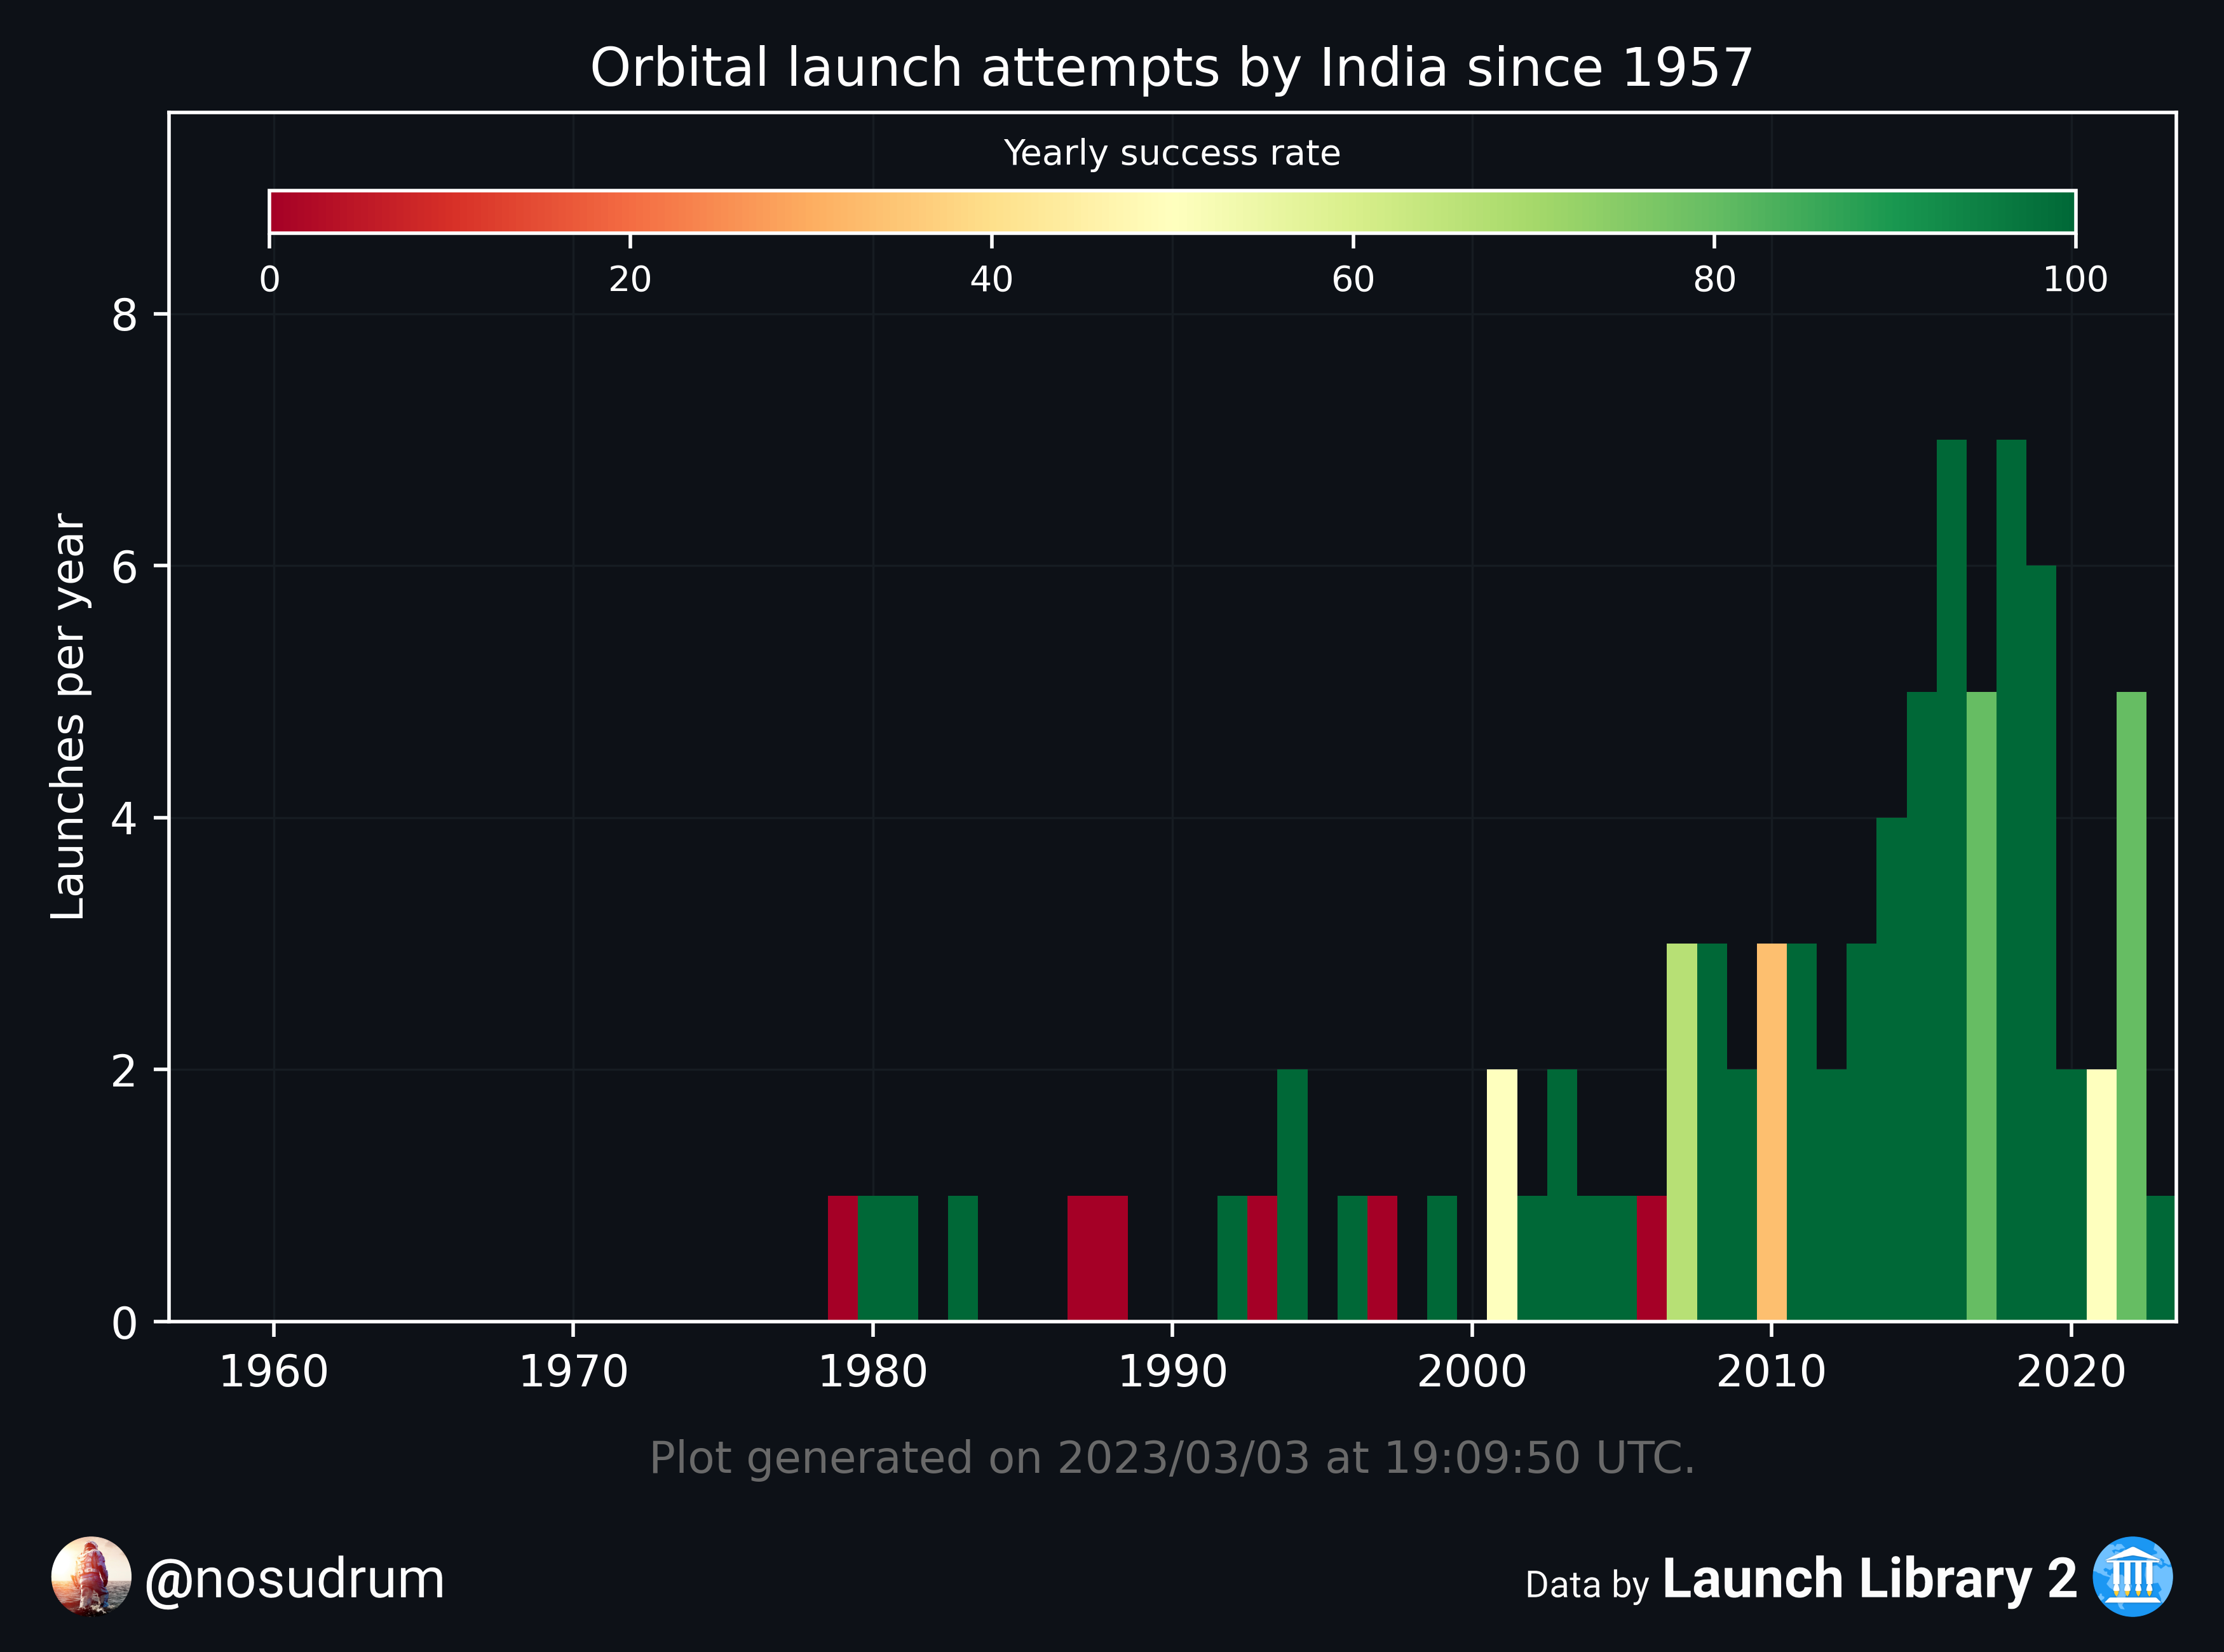 Orbital launch attempts by India since 1957
Yearly success rate
0 20 40 60 80 100
Launches per year
8
6
4
2
0
1960 1970 1980 1990 2000 2010 2020
Plot generated on 2023/03/03 at 19:09:50 UTC.
@nosudrum
Data by Launch Library 2